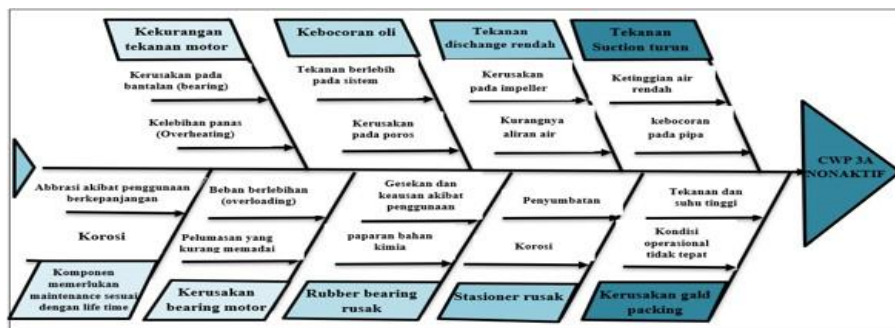 Kekurangan
tekanan motor
Kebocoran oli
Tekanan
discharge rendah
Tekanan
Suction turun
Kerusakan pada
bantalan (bearing)
Kelebihan panas
(Overheating)
Tekanan berlebih
pada sistem
Kerusakan
pada poros
Kerusakan
pada impeller
Kurangnya
aliran air
Ketinggian air
rendah
kebocoran
pada pipa
CWP 3A
NONAKTIF
Abbrasi akibat penggunaan
berkepanjangan
Korosi
Beban berlebihan
(overloading)
Pelumasan yang
kurang memadai
Gesekan dan
keausan akibat
penggunaan
paparan bahan
kimia
Penyumbatan
Korosi
Tekanan dan
suhu tinggi
Kondisi
operasional
tidak tepat
Komponen
memerlukan
maintenance sesuai
dengan life time
Kerusakan
bearing motor
Rubber bearing
rusak
Stasioner rusak
Kerusakan gald
packing